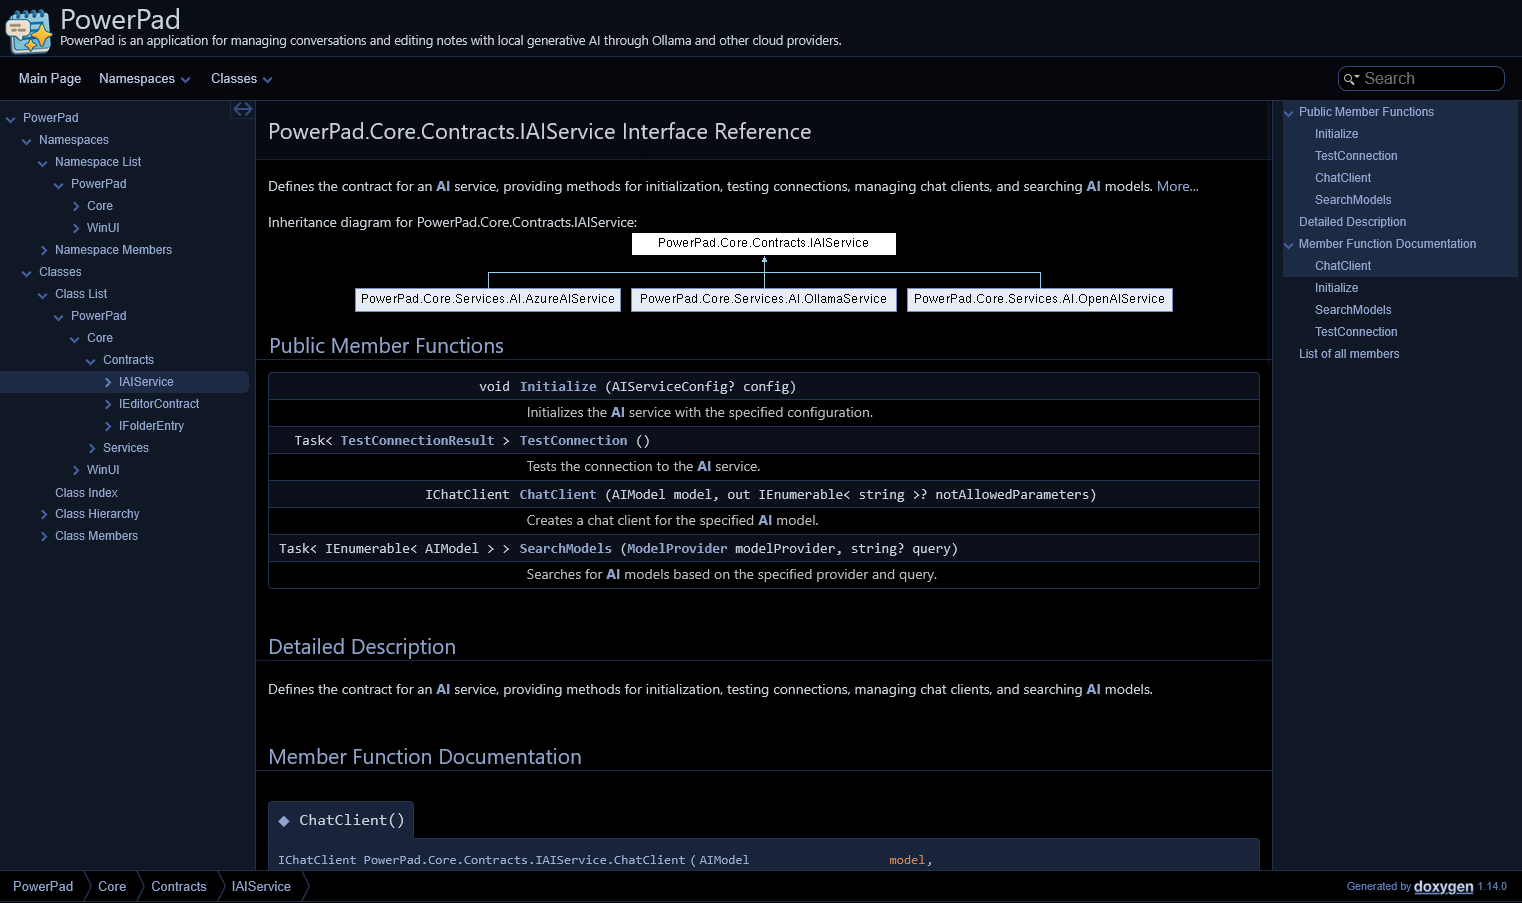 PowerPad
PowerPad is an application for managing conversations and editing notes with local generative AI through Ollama and other cloud providers.
Main Page
Namespaces
Classes
Search
PowerPad
Namespaces
Namespace List
PowerPad
Core
WinUI
Namespace Members
Classes
Class List
PowerPad
Core
Contracts
IAIService
IEditorContract
IFolderEntry
Services
WinUI
Class Index
Class Hierarchy
Class Members
PowerPad.Core.Contracts.IAIService Interface Reference
Defines the contract for an AI service, providing methods for initialization, testing connections, managing chat clients, and searching AI models. More...
Inheritance diagram for PowerPad.Core.Contracts.IAIService:
PowerPad.Core.Contracts.IAIService
PowerPad.Core.Services.AI.AzureAIService
PowerPad.Core.Services.AI.OllamaService
PowerPad.Core.Services.AI.OpenAIService
Public Member Functions
void Initialize (AIServiceConfig? config)
Initializes the AI service with the specified configuration.
Task< TestConnectionResult > TestConnection ()
Tests the connection to the AI service.
IChatClient ChatClient (AIModel model, out IEnumerable< string >? notAllowedParameters)
Creates a chat client for the specified AI model.
Task< IEnumerable< AIModel > > SearchModels (ModelProvider modelProvider, string? query)
Searches for AI models based on the specified provider and query.
Detailed Description
Defines the contract for an AI service, providing methods for initialization, testing connections, managing chat clients, and searching AI models.
Member Function Documentation
◆ ChatClient()
IChatClient PowerPad.Core.Contracts.IAIService.ChatClient ( AIModel model,
Public Member Functions
Initialize
TestConnection
ChatClient
SearchModels
Detailed Description
Member Function Documentation
ChatClient
Initialize
SearchModels
TestConnection
List of all members
PowerPad
Core
Contracts
IAIService
Generated by doxygen 1.14.0